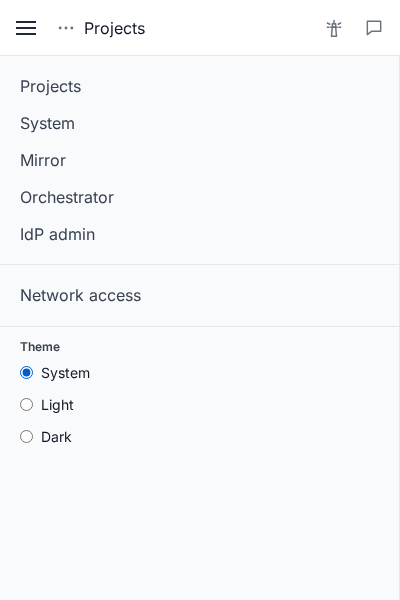 Projects
Projects
System
Mirror
Orchestrator
IdP admin
Network access
Theme
System
Light
Dark